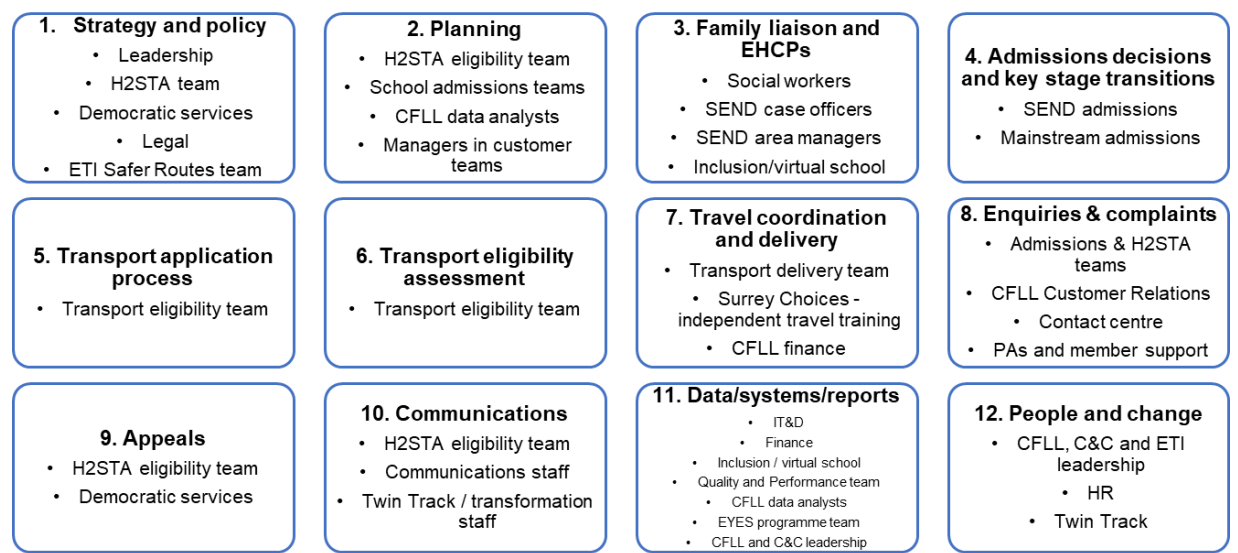 1. Strategy and policy
• Leadership
• H2STA team
• Democratic services
• Legal
• ETI Safer Routes team
2. Planning
• H2STA eligibility team
• School admissions teams
• CFLL data analysts
• Managers in customer
teams
3. Family liaison and
EHCPs
• Social workers
• SEND case officers
• SEND area managers
• Inclusion/virtual school
4. Admissions decisions
and key stage transitions
• SEND admissions
• Mainstream admissions
5. Transport application
process
• Transport eligibility team
6. Transport eligibility
assessment
• Transport eligibility team
7. Travel coordination
and delivery
• Transport delivery team
• Surrey Choices -
independent travel training
• CFLL finance
8. Enquiries & complaints
• Admissions & H2STA
teams
• CFLL Customer Relations
• Contact centre
• PAs and member support
9. Appeals
• H2STA eligibility team
• Democratic services
10. Communications
• H2STA eligibility team
• Communications staff
• Twin Track / transformation
staff
11. Data/systems/reports
• IT&D
• Finance
• Inclusion / virtual school
• Quality and Performance team
• CFLL data analysts
• EYES programme team
• CFLL and C&C leadership
12. People and change
• CFLL, C&C and ETI
leadership
• HR
• Twin Track